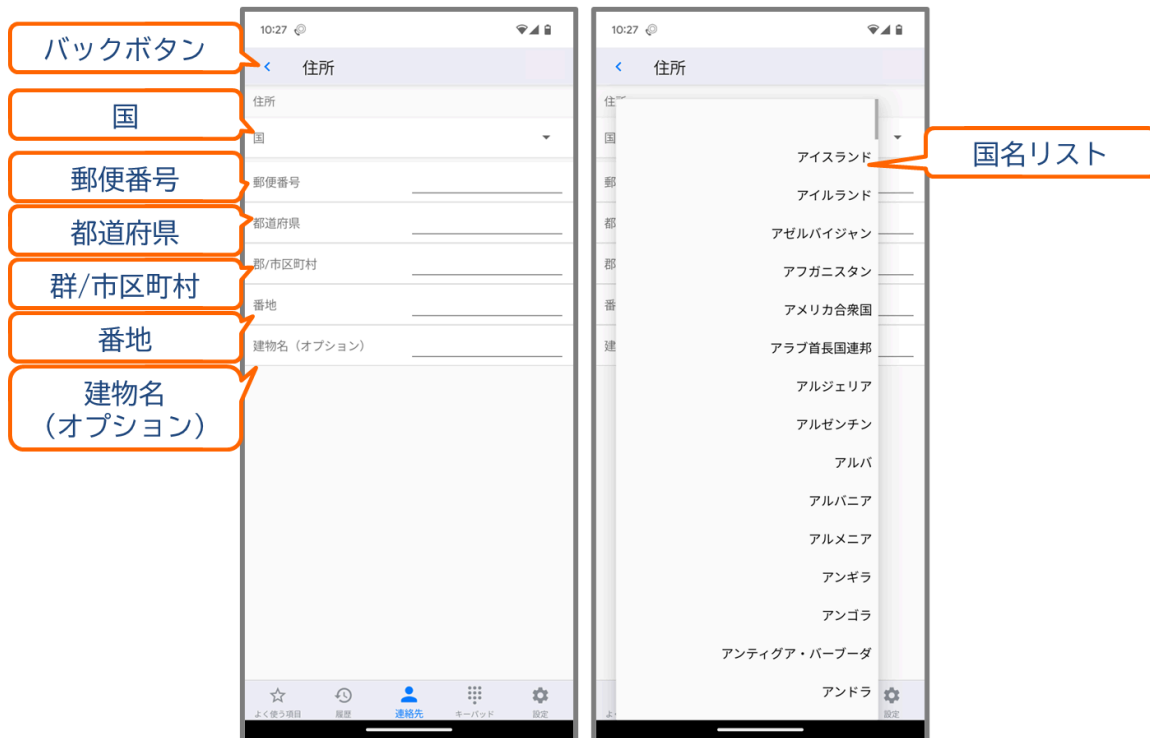 バックボタン
国
郵便番号
都道府県
群/市区町村
番地
建物名
（オプション）
10:27
住所
住所
国
郵便番号
都道府県
郡/市区町村
番地
建物名（オプション）
よく使う項目
履歴
連絡先
キーパッド
設定
10:27
住所
住所
国
郵
都
郡
番
建
アイスランド
アイルランド
アゼルバイジャン
アフガニスタン
アメリカ合衆国
アラブ首長国連邦
アルジェリア
アルゼンチン
アルバ
アルバニア
アルメニア
アンギラ
アンゴラ
アンティグア・バーブーダ
アンドラ
よ
設定
国名リスト